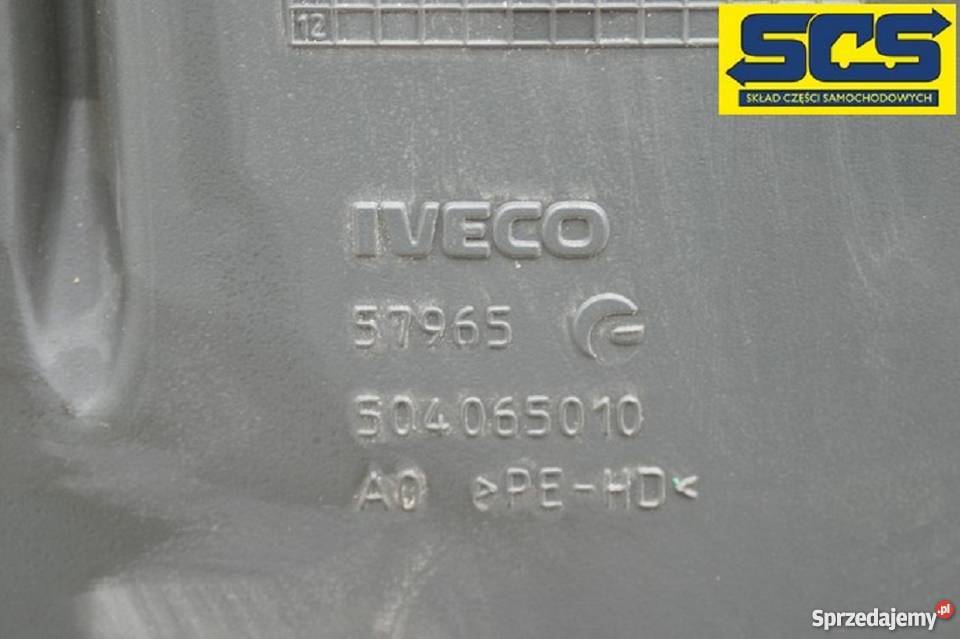 12
SCS
SKŁAD CZĘŚCI SAMOCHODOWYCH
IVECO
57965
504065010
A0 >PE-HD<
Sprzedajemy.pl